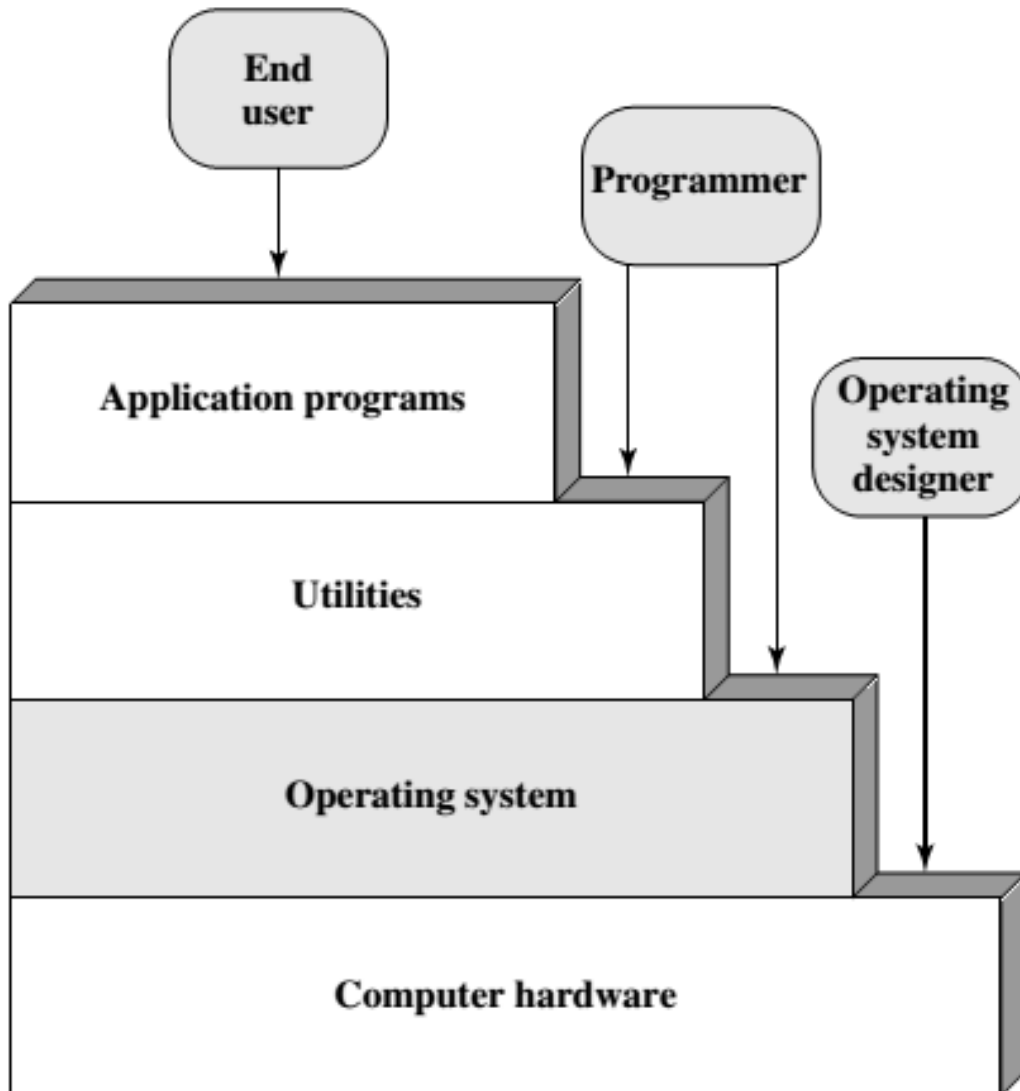 End
user
Programmer
Operating
system
designer
Application programs
Utilities
Operating system
Computer hardware